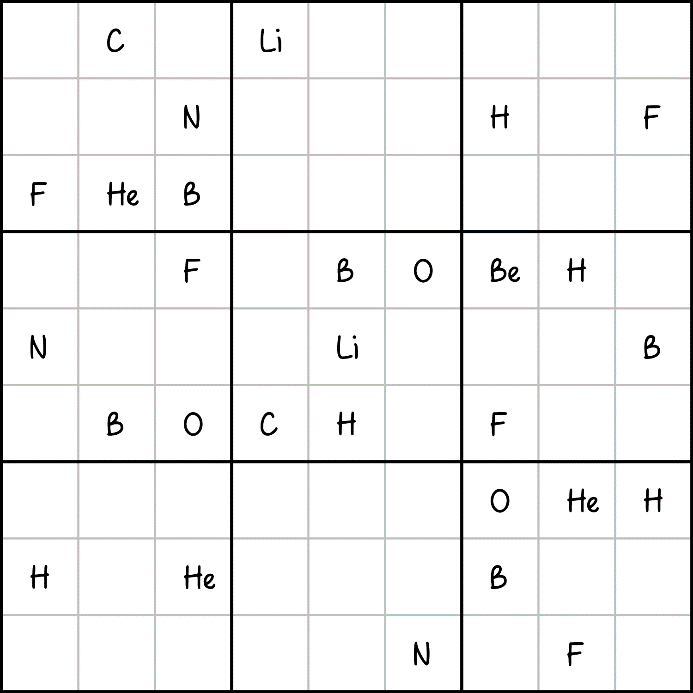 C Li
N H F
F He B
F B O Be H
N Li B
B O C H F
O He H
H He B
N F